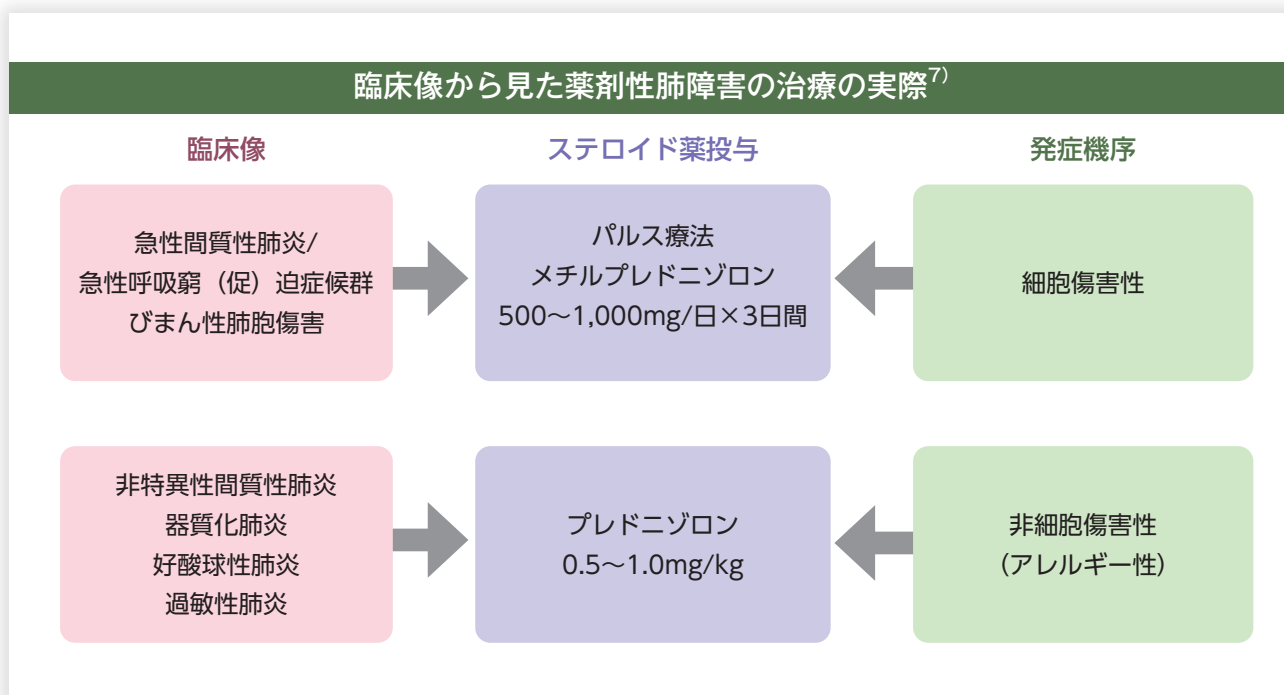 臨床像から見た薬剤性肺障害の治療の実際7)
臨床像
ステロイド薬投与
発症機序
急性間質性肺炎/
急性呼吸窮（促）迫症候群
びまん性肺胞傷害
パルス療法
メチルプレドニゾロン
500～1,000mg/日×3日間
細胞傷害性
非特異性間質性肺炎
器質化肺炎
好酸球性肺炎
過敏性肺炎
プレドニゾロン
0.5～1.0mg/kg
非細胞傷害性
（アレルギー性）